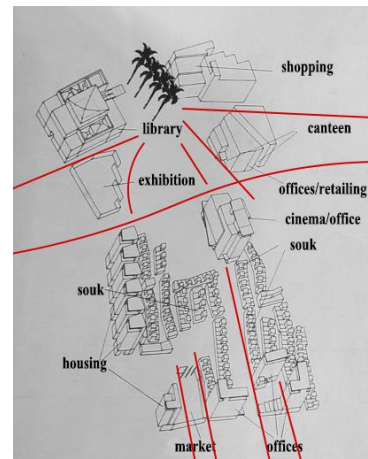 shopping
canteen
library
exhibition
offices/retailing
cinema/office
souk
souk
housing
market
offices